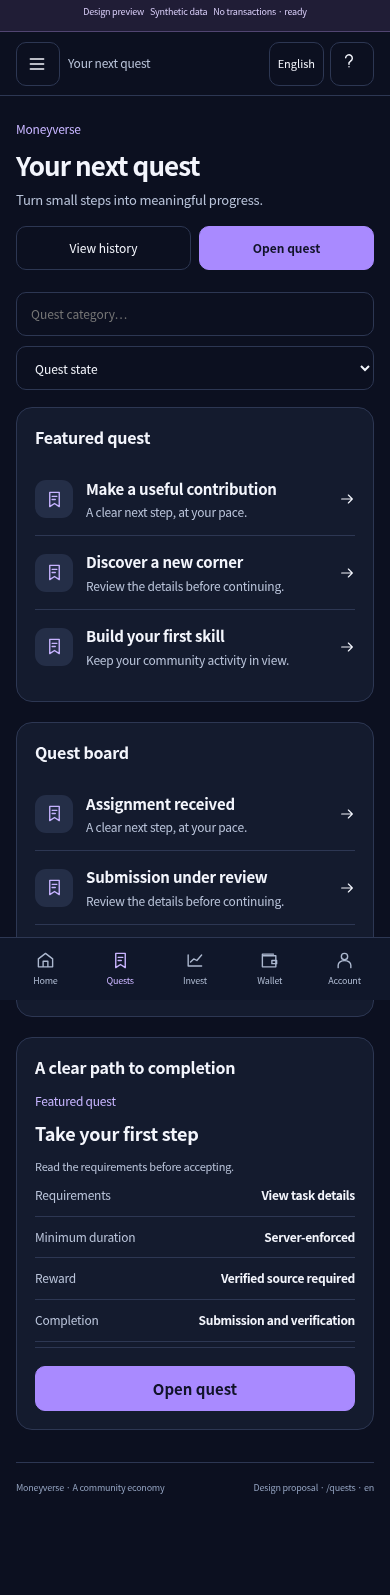 Design preview Synthetic data No transactions · ready
Your next quest
English
?
Moneyverse
Your next quest
Turn small steps into meaningful progress.
View history
Open quest
Quest category…
Quest state
Featured quest
Make a useful contribution
A clear next step, at your pace.
Discover a new corner
Review the details before continuing.
Build your first skill
Keep your community activity in view.
Quest board
Assignment received
A clear next step, at your pace.
Submission under review
Review the details before continuing.
Home Quests Invest Wallet Account
A clear path to completion
Featured quest
Take your first step
Read the requirements before accepting.
Requirements View task details
Minimum duration Server-enforced
Reward Verified source required
Completion Submission and verification
Open quest
Moneyverse · A community economy Design proposal · /quests · en